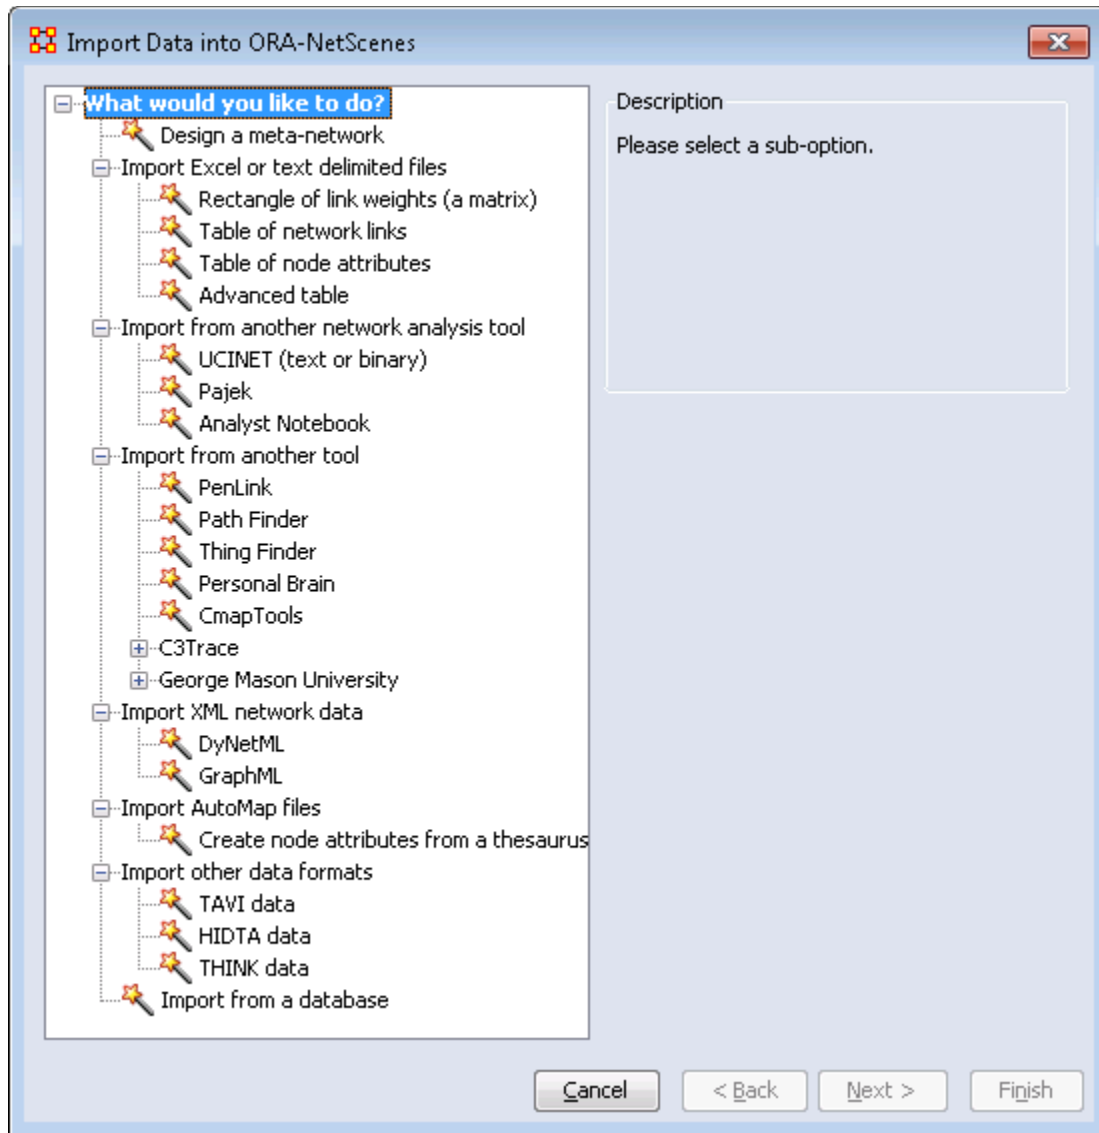 Import Data into ORA-NetScenes
What would you like to do?
Design a meta-network
Import Excel or text delimited files
Rectangle of link weights (a matrix)
Table of network links
Table of node attributes
Advanced table
Import from another network analysis tool
UCINET (text or binary)
Pajek
Analyst Notebook
Import from another tool
PenLink
Path Finder
Thing Finder
Personal Brain
CmapTools
C3Trace
George Mason University
Import XML network data
DyNetML
GraphML
Import AutoMap files
Create node attributes from a thesaurus
Import other data formats
TAVI data
HIDTA data
THINK data
Import from a database
Description
Please select a sub-option.
Cancel
< Back
Next >
Finish